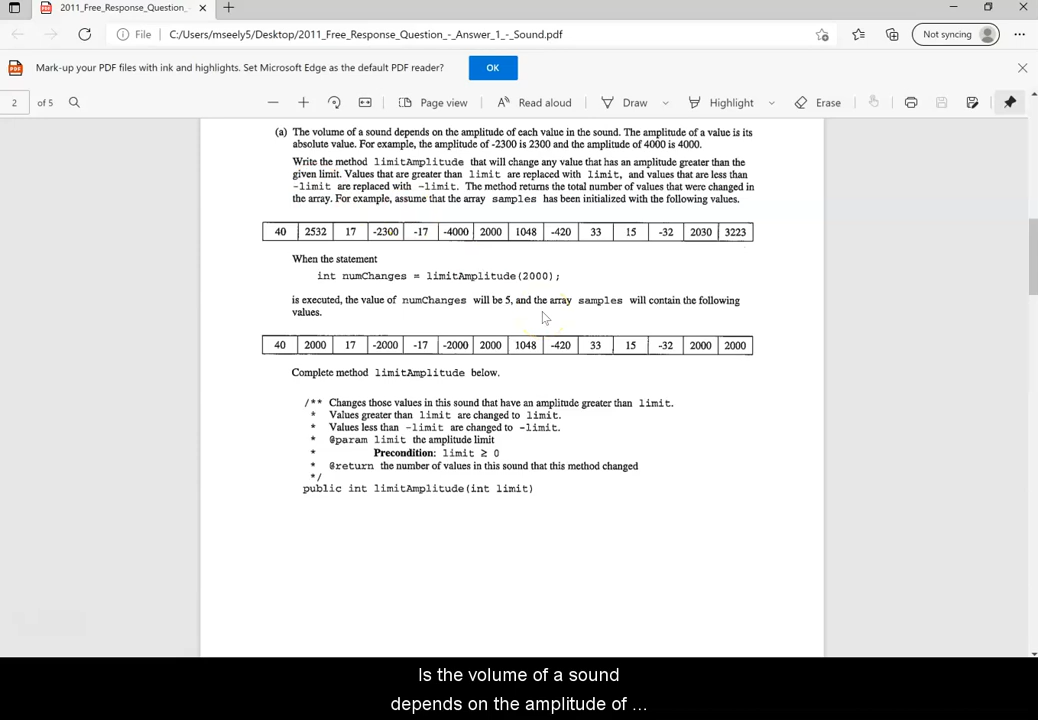 2011_Free_Response_Question_-
File
C:/Users/mseely5/Desktop/2011_Free_Response_Question_-_Answer_1_-_Sound.pdf
Not syncing
Mark-up your PDF files with ink and highlights. Set Microsoft Edge as the default PDF reader?
OK
2 of 5
Page view
Read aloud
Draw
Highlight
Erase
(a) The volume of a sound depends on the amplitude of each value in the sound. The amplitude of a value is its
absolute value. For example, the amplitude of -2300 is 2300 and the amplitude of 4000 is 4000.
Write the method limitAmplitude that will change any value that has an amplitude greater than the
given limit. Values that are greater than limit are replaced with limit, and values that are less than
-limit are replaced with -limit. The method returns the total number of values that were changed in
the array. For example, assume that the array samples has been initialized with the following values.
40 2532 17 -2300 -17 -4000 2000 1048 -420 33 15 -32 2030 3223
When the statement
int numChanges = limitAmplitude(2000);
is executed, the value of numChanges will be 5, and the array samples will contain the following
values.
40 2000 17 -2000 -17 -2000 2000 1048 -420 33 15 -32 2000 2000
Complete method limitAmplitude below.
/** Changes those values in this sound that have an amplitude greater than limit.
* Values greater than limit are changed to limit.
* Values less than -limit are changed to -limit.
* @param limit the amplitude limit
* Precondition: limit ≥ 0
* @return the number of values in this sound that this method changed
*/
public int limitAmplitude(int limit)
Is the volume of a sound
depends on the amplitude of ...